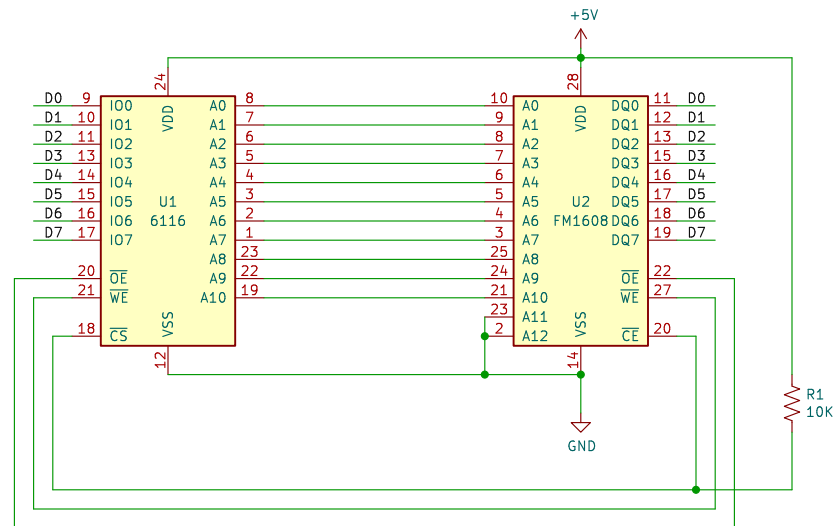 +5V
24
28
D0 9 IO0 A0 8 10 A0 DQ0 11 D0
D1 10 IO1 VDD A1 7 9 A1 VDD DQ1 12 D1
D2 11 IO2 A2 6 8 A2 DQ2 13 D2
D3 13 IO3 A3 5 7 A3 DQ3 15 D3
D4 14 IO4 A4 4 6 A4 DQ4 16 D4
D5 15 IO5 U1 A5 3 5 A5 U2 DQ5 17 D5
D6 16 IO6 6116 A6 2 4 A6 FM1608 DQ6 18 D6
D7 17 IO7 A7 1 3 A7 DQ7 19 D7
A8 23 25 A8
20 OE A9 22 24 A9 OE 22
21 WE A10 19 21 A10 WE 27
VSS 23 A11 VSS
18 CS 2 A12 CE 20
12
14
R1
10K
GND